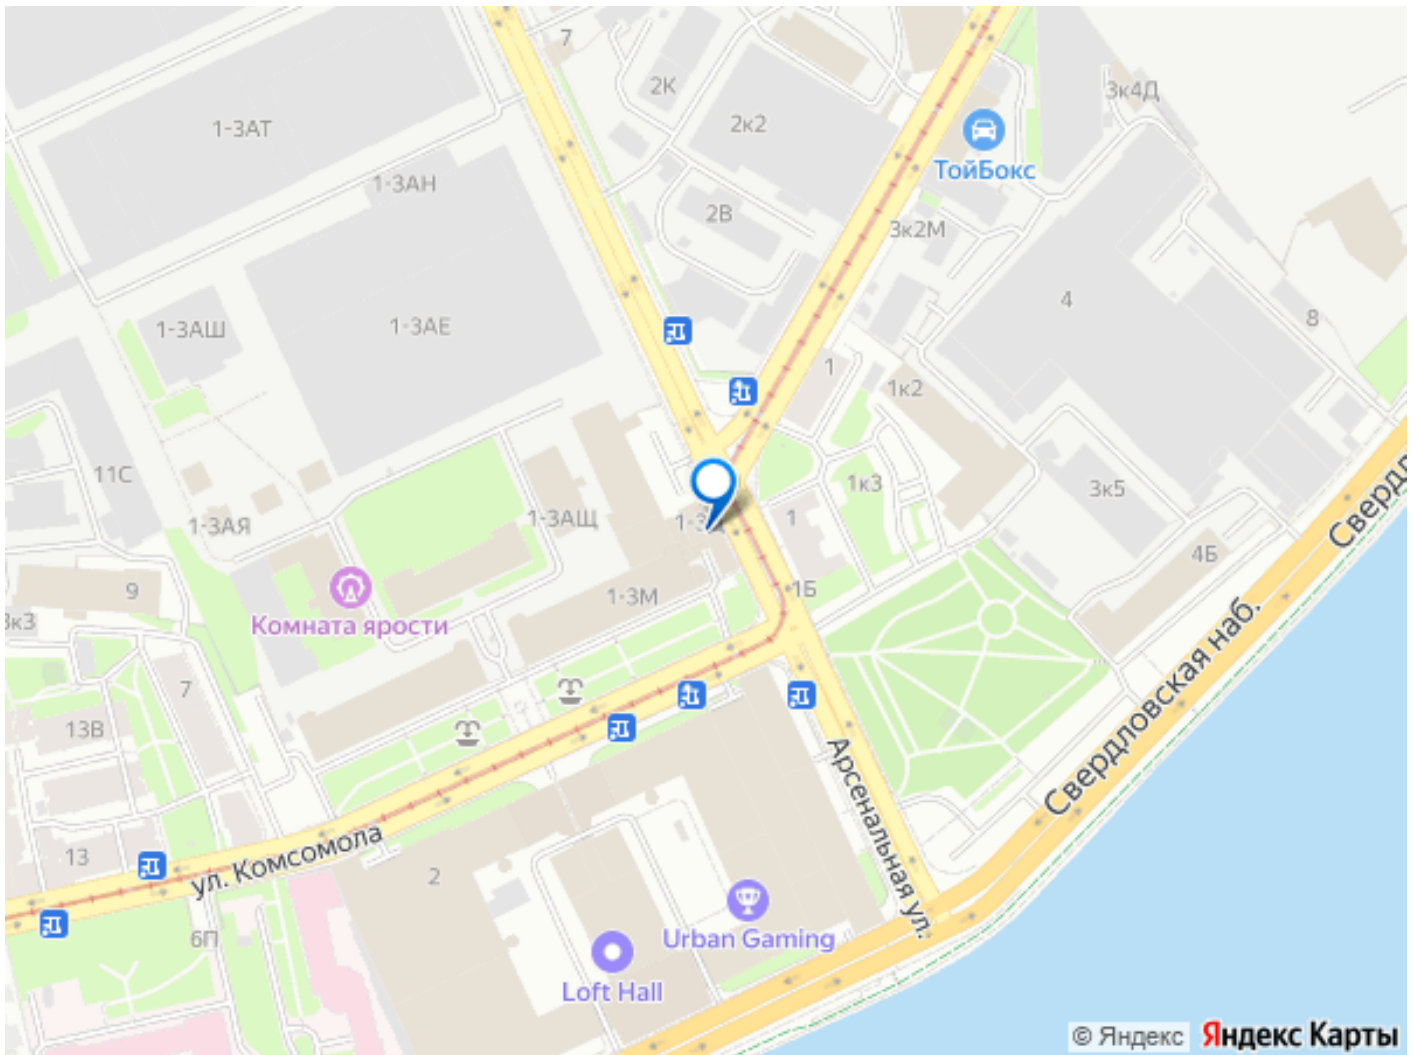 7
2К
3к4Д
1-3АТ
2к2
ТойБокс
1-3АН
2В
3к2М
4
8
1-3АШ
1-3АЕ
1
1к2
11С
1к3
3к5
1-3АЯ
1-3АЩ
1
4Б
Свердл
9
1-3М
1Б
3к3
Комната ярости
7
13В
Свердловская наб.
Арсенальная ул.
13
ул. Комсомола
2
6П
Urban Gaming
Loft Hall
© Яндекс Яндекс Карты